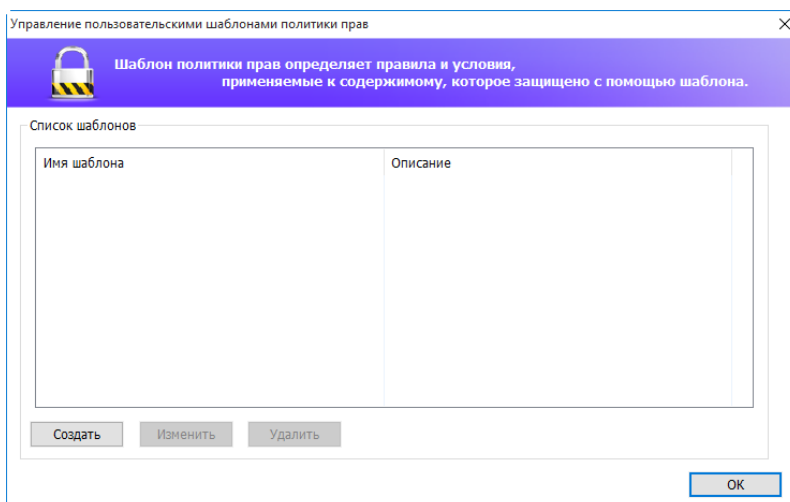 Управление пользовательскими шаблонами политики прав
Шаблон политики прав определяет правила и условия,
применяемые к содержимому, которое защищено с помощью шаблона.
Список шаблонов
Имя шаблона Описание
Создать Изменить Удалить
ОК